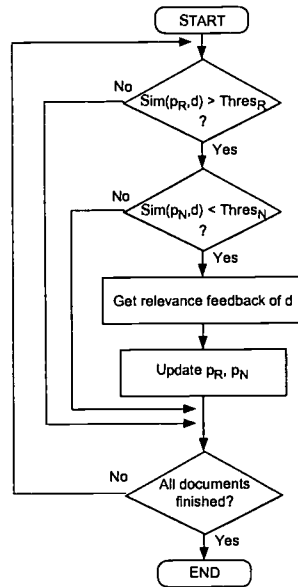 START
No
Sim(pR,d) > ThresR
?
Yes
No
Sim(pN,d) < ThresN
?
Yes
Get relevance feedback of d
Update pR, pN
No
All documents
finished?
Yes
END